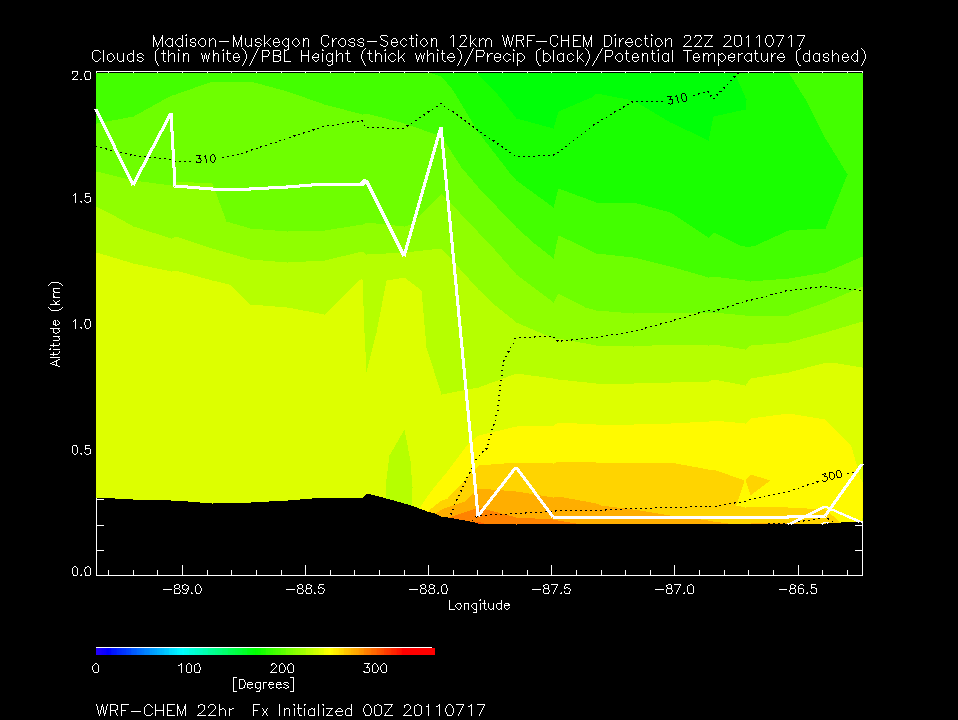 Madison-Muskegon Cross-Section 12km WRF-CHEM Direction 22Z 20110717
Clouds (thin white)/PBL Height (thick white)/Precip (black)/Potential Temperature (dashed)
2.0
310
310
1.5
Altitude (km)
1.0
0.5
300
0.0
-89.0 -88.5 -88.0 -87.5 -87.0 -86.5
Longitude
0 100 200 300
[Degrees]
WRF-CHEM 22hr Fx Initialized 00Z 20110717